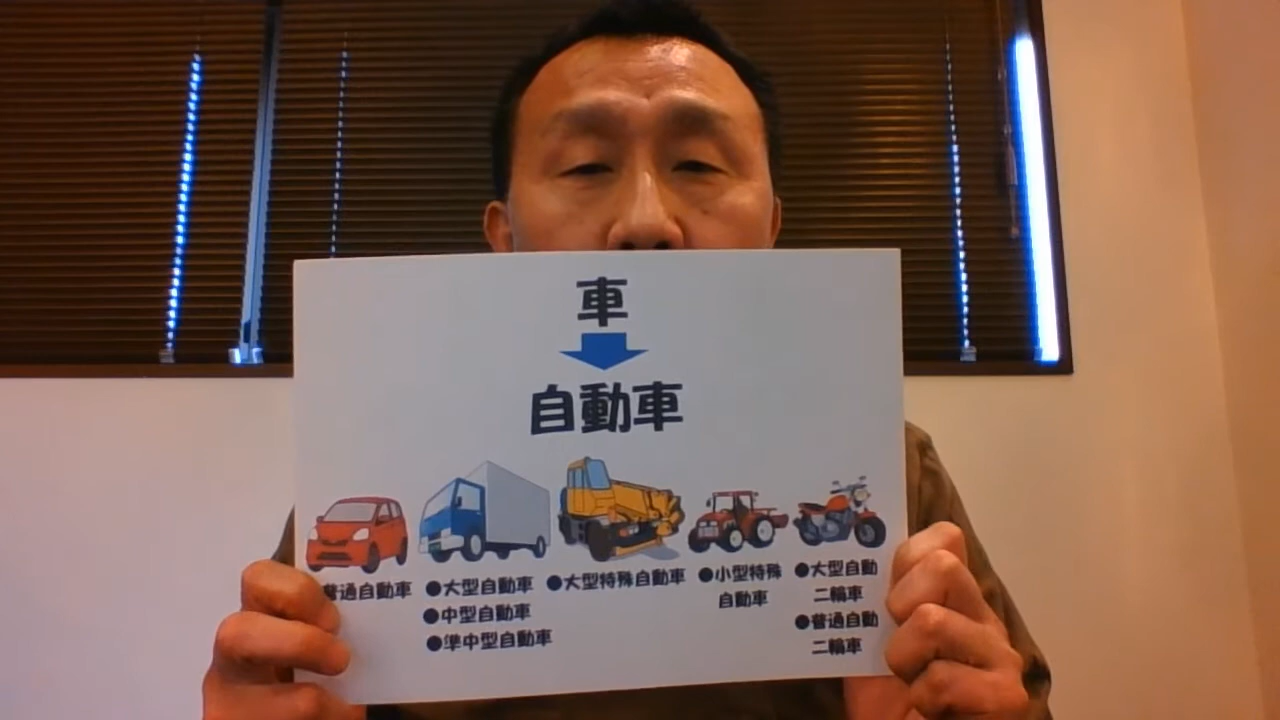 車
自動車
普通自動車
●大型自動車
●中型自動車
●準中型自動車
●大型特殊自動車
●小型特殊
自動車
●大型自動
二輪車
●普通自動
二輪車